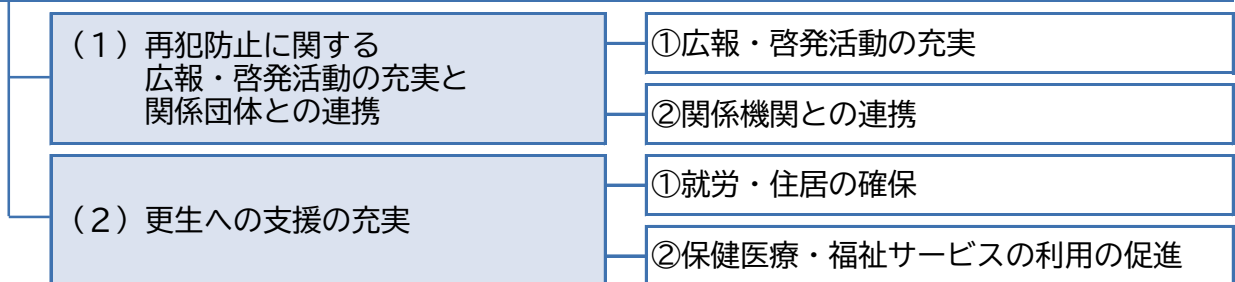 （1）再犯防止に関する
広報・啓発活動の充実と
関係団体との連携
①広報・啓発活動の充実
②関係機関との連携
（2）更生への支援の充実
①就労・住居の確保
②保健医療・福祉サービスの利用の促進